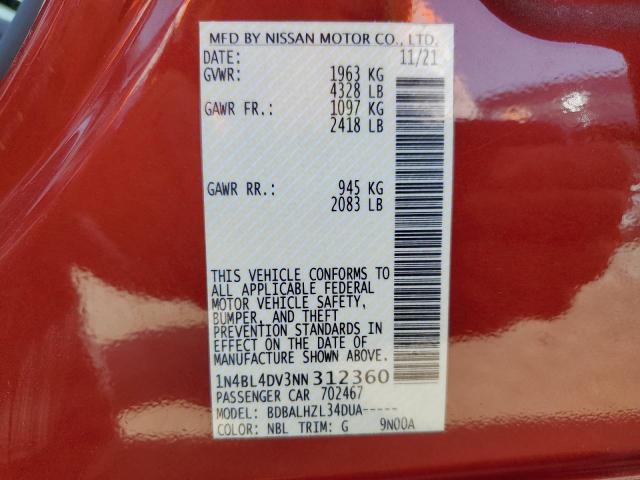 MFD BY NISSAN MOTOR CO., LTD.
DATE: 11/21
GVWR: 1963 KG
4328 LB
GAWR FR.: 1097 KG
2418 LB
GAWR RR.: 945 KG
2083 LB
THIS VEHICLE CONFORMS TO
ALL APPLICABLE FEDERAL
MOTOR VEHICLE SAFETY,
BUMPER, AND THEFT
PREVENTION STANDARDS IN
EFFECT ON THE DATE OF
MANUFACTURE SHOWN ABOVE.
1N4BL4DV3NN312360
PASSENGER CAR 702467
MODEL: BDBALHZL34DUA-----
COLOR: NBL TRIM: G 9N00A